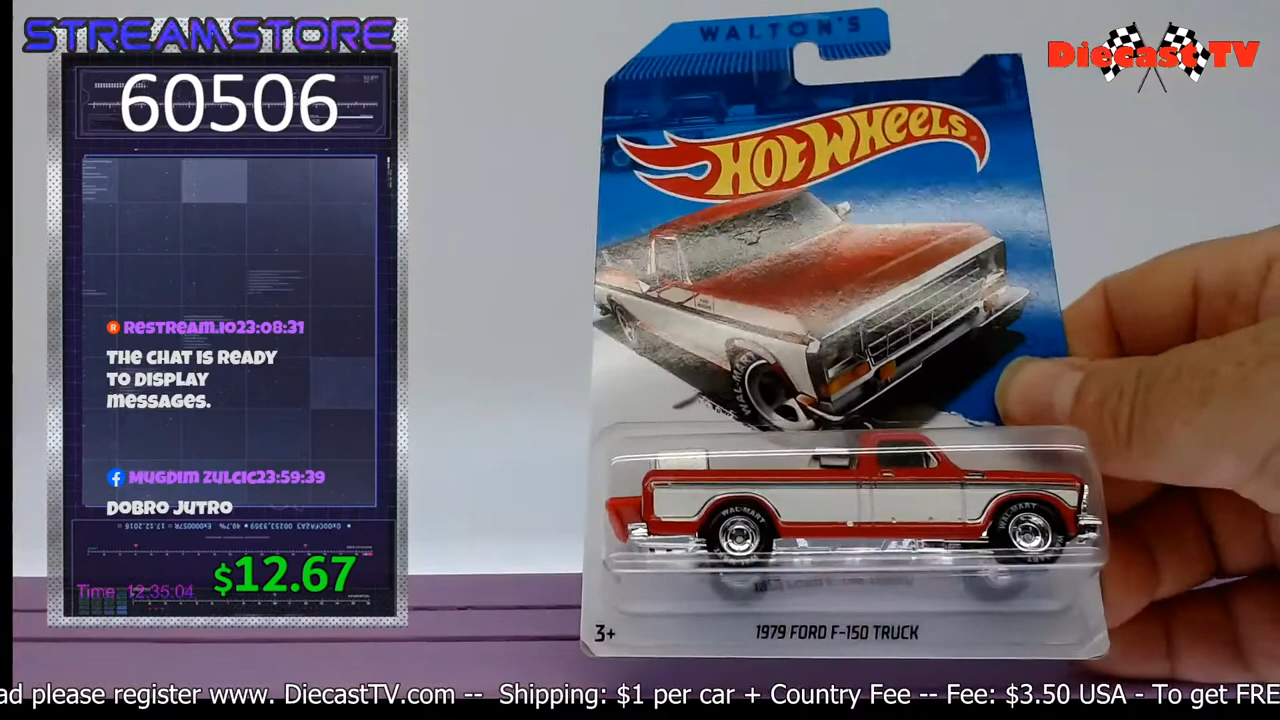 STREAMSTORE
60506
RESTREAM.IO23:08:31
THE CHAT IS READY
TO DISPLAY
MESSAGES.
MUGDIM ZULCIC23:59:39
DOBRO JUTRO
Time: 12:35:04
$12.67
WALTON'S
HOT WHEELS
WAL-MART
WAL-MART
3+
1979 FORD F-150 TRUCK
Diecast TV
ad please register www. DiecastTV.com -- Shipping: $1 per car + Country Fee -- Fee: $3.50 USA - To get FRE